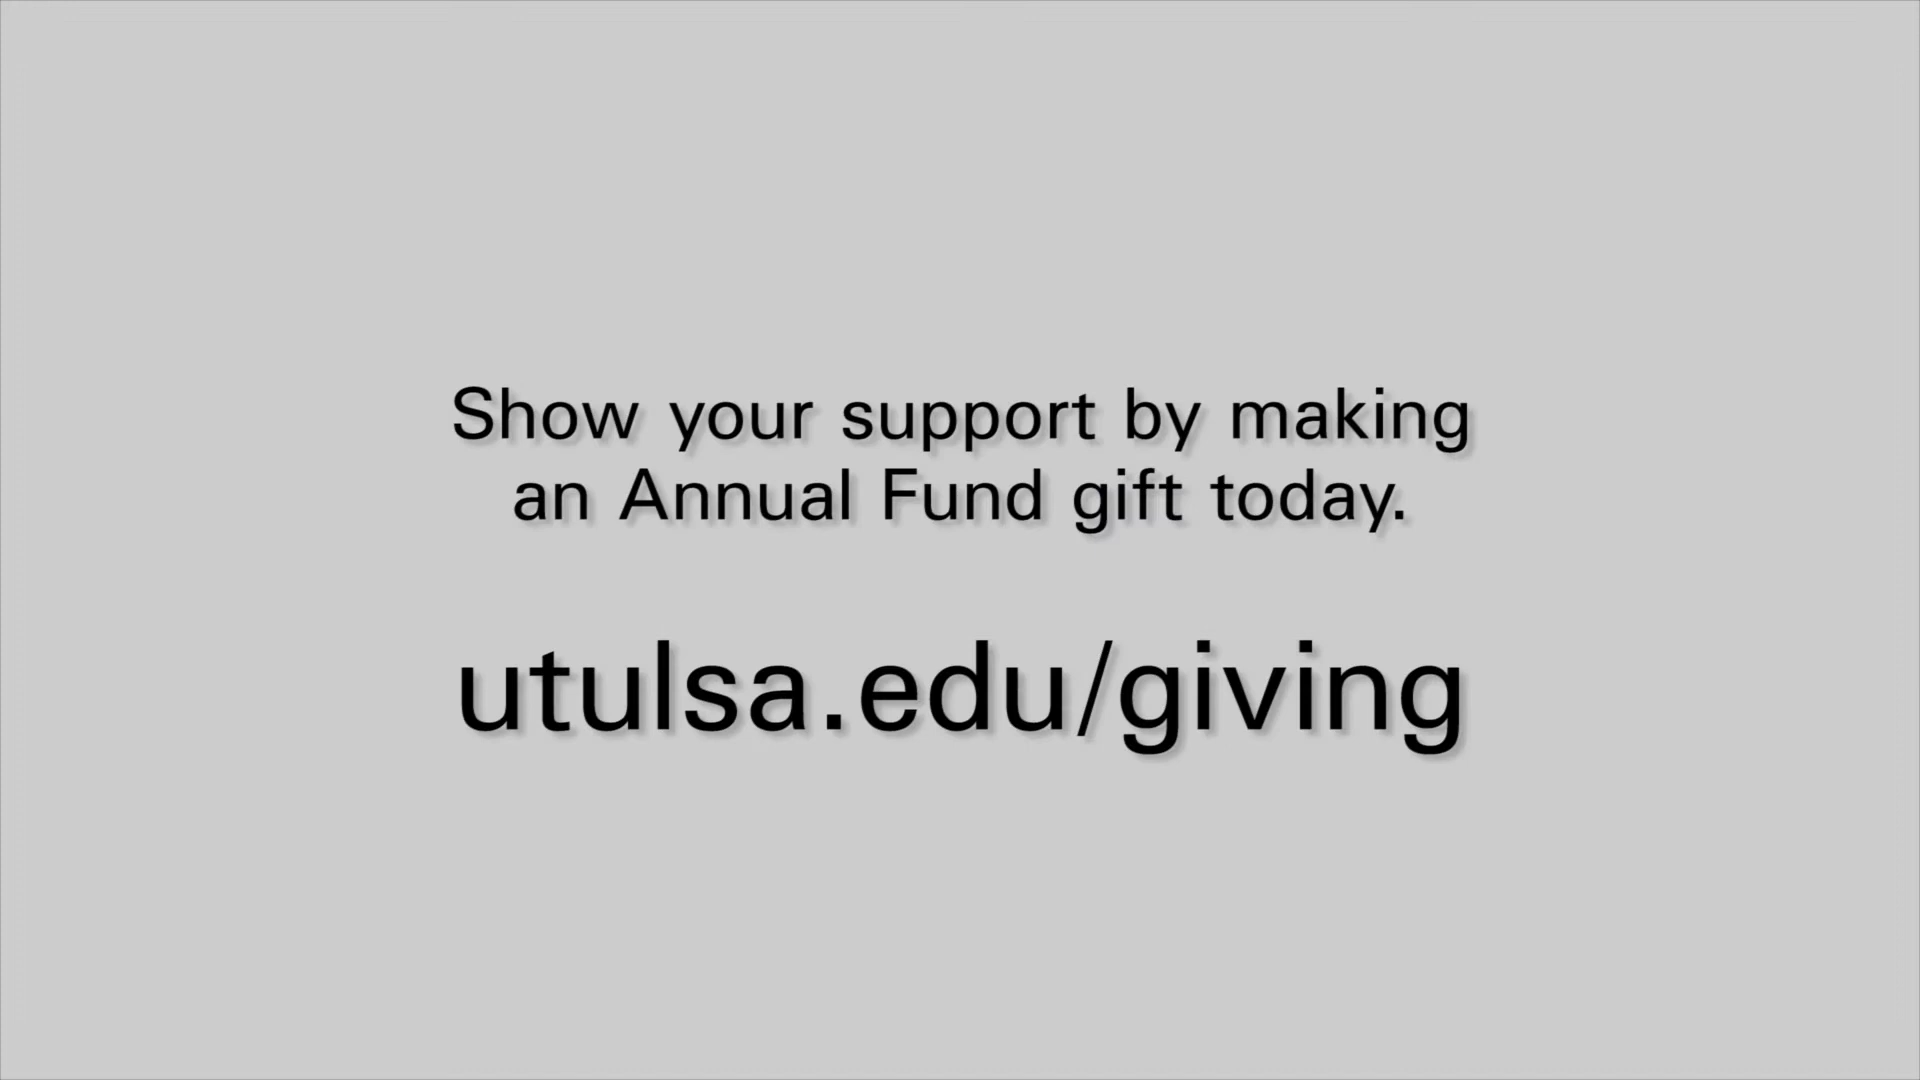 Show your support by making
an Annual Fund gift today.
utulsa.edu/giving